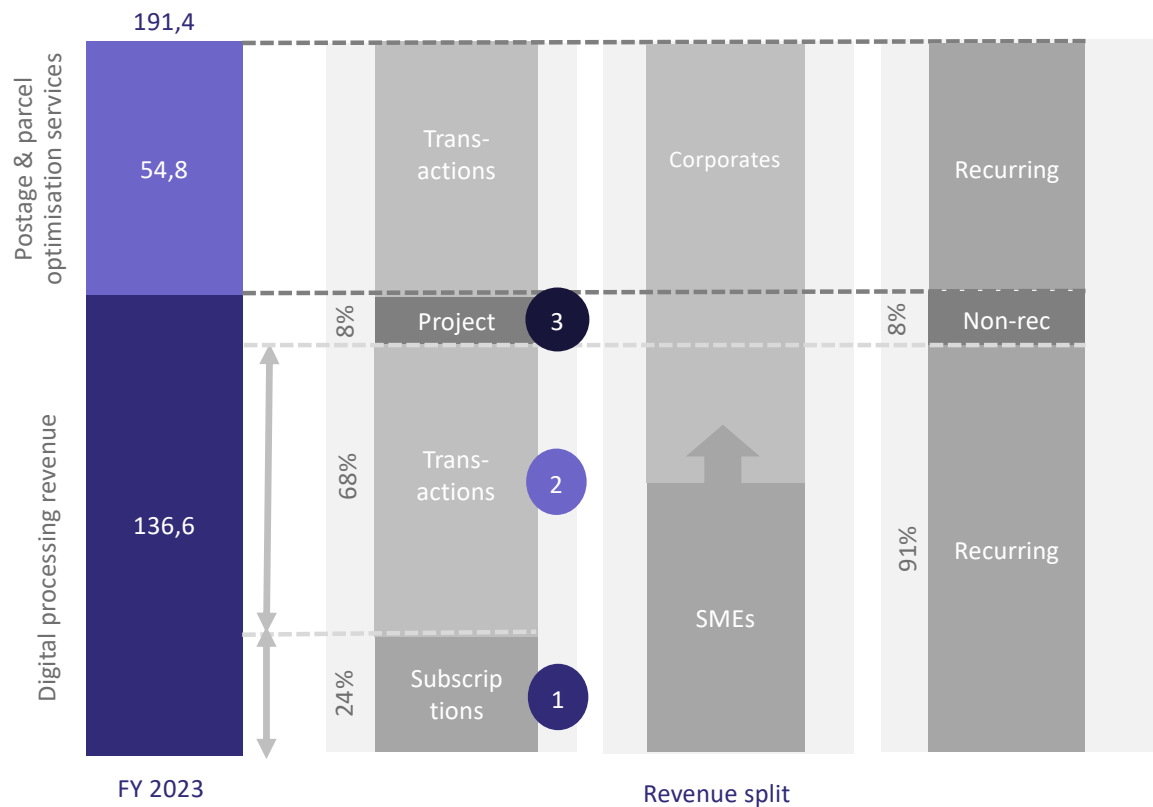 191,4
Postage & parcel
optimisation services
54,8
Trans-
actions
Corporates
Recurring
8%
Project
3
8%
Non-rec
Digital processing revenue
136,6
68%
Trans-
actions
2
91%
Recurring
SMEs
24%
Subscrip
tions
1
FY 2023
Revenue split